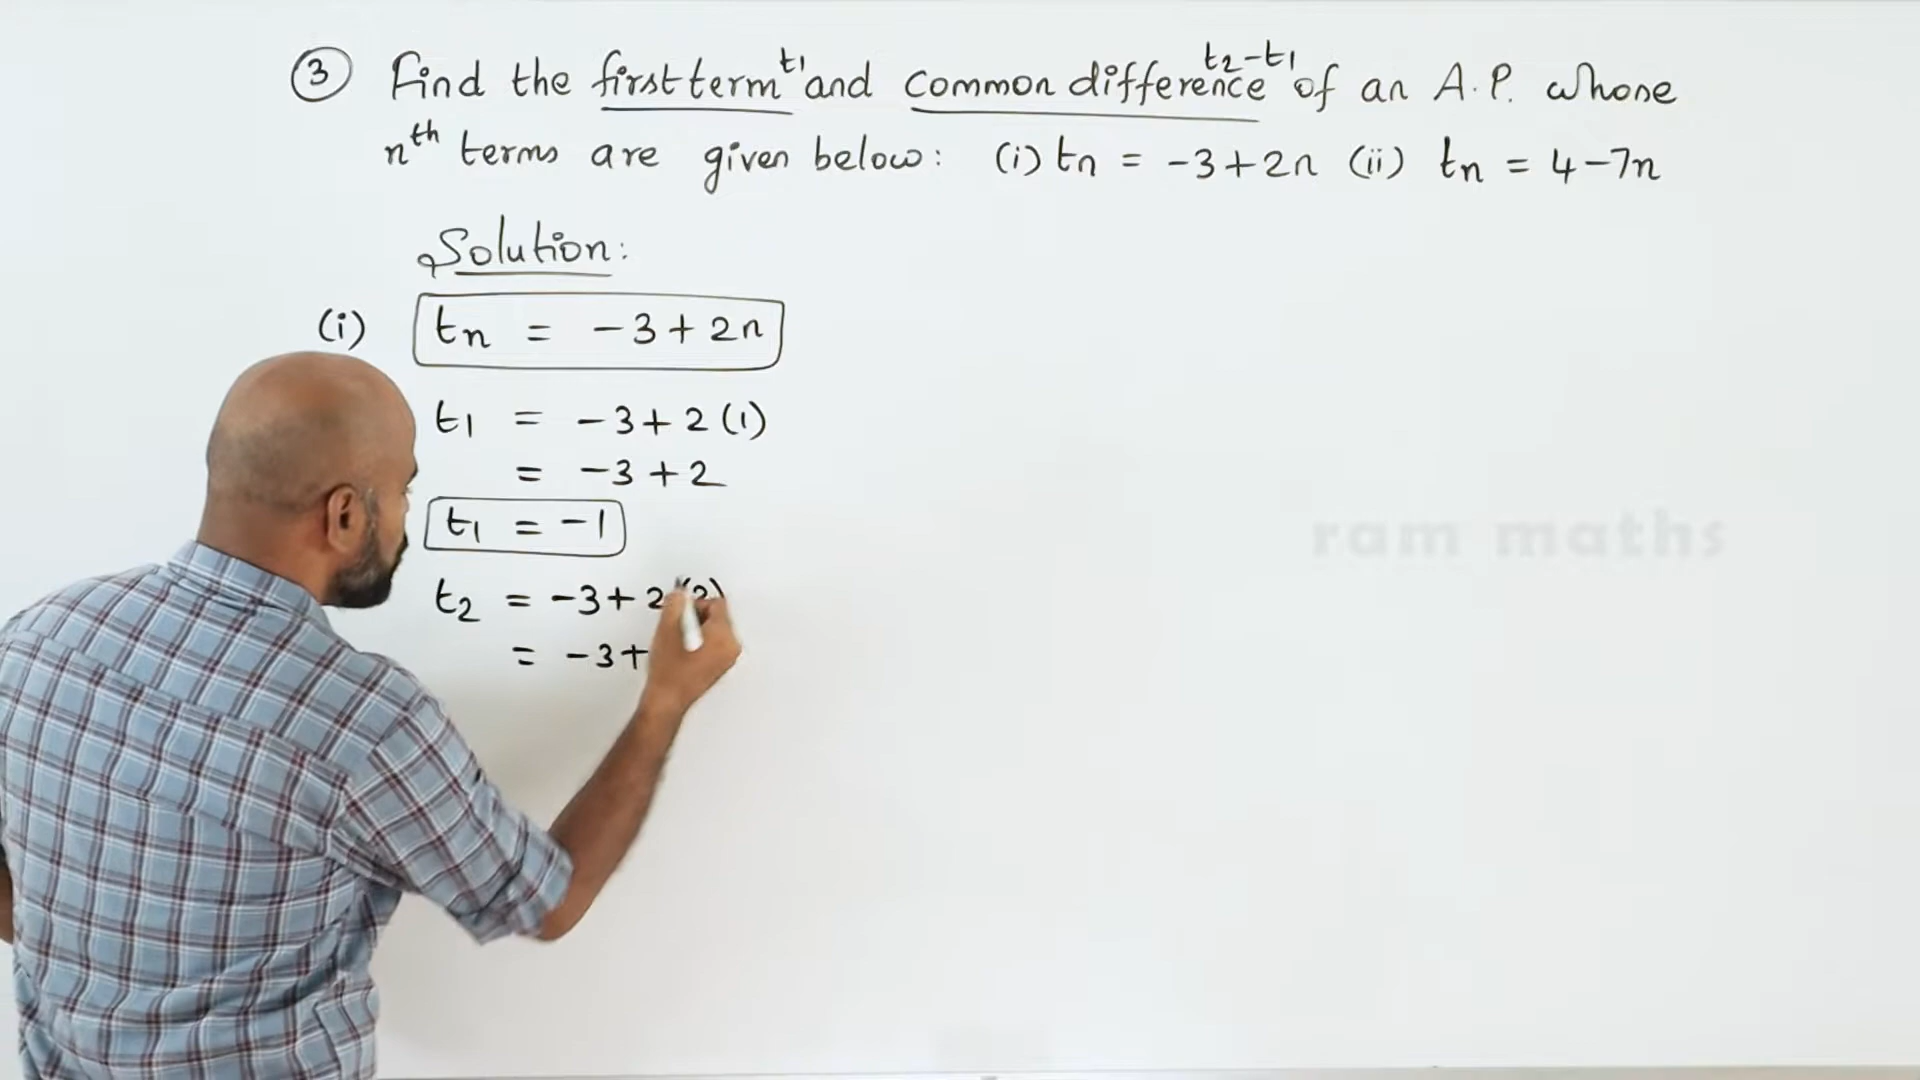 ③ Find the first term t1 and common difference t2-t1 of an A.P. whose
nth terms are given below: (i) tn = -3+2n (ii) tn = 4-7n
Solution:
(i) tn = -3+2n
t1 = -3+2(1)
= -3+2
t1 = -1
t2 = -3+2(2)
= -3+
ram maths